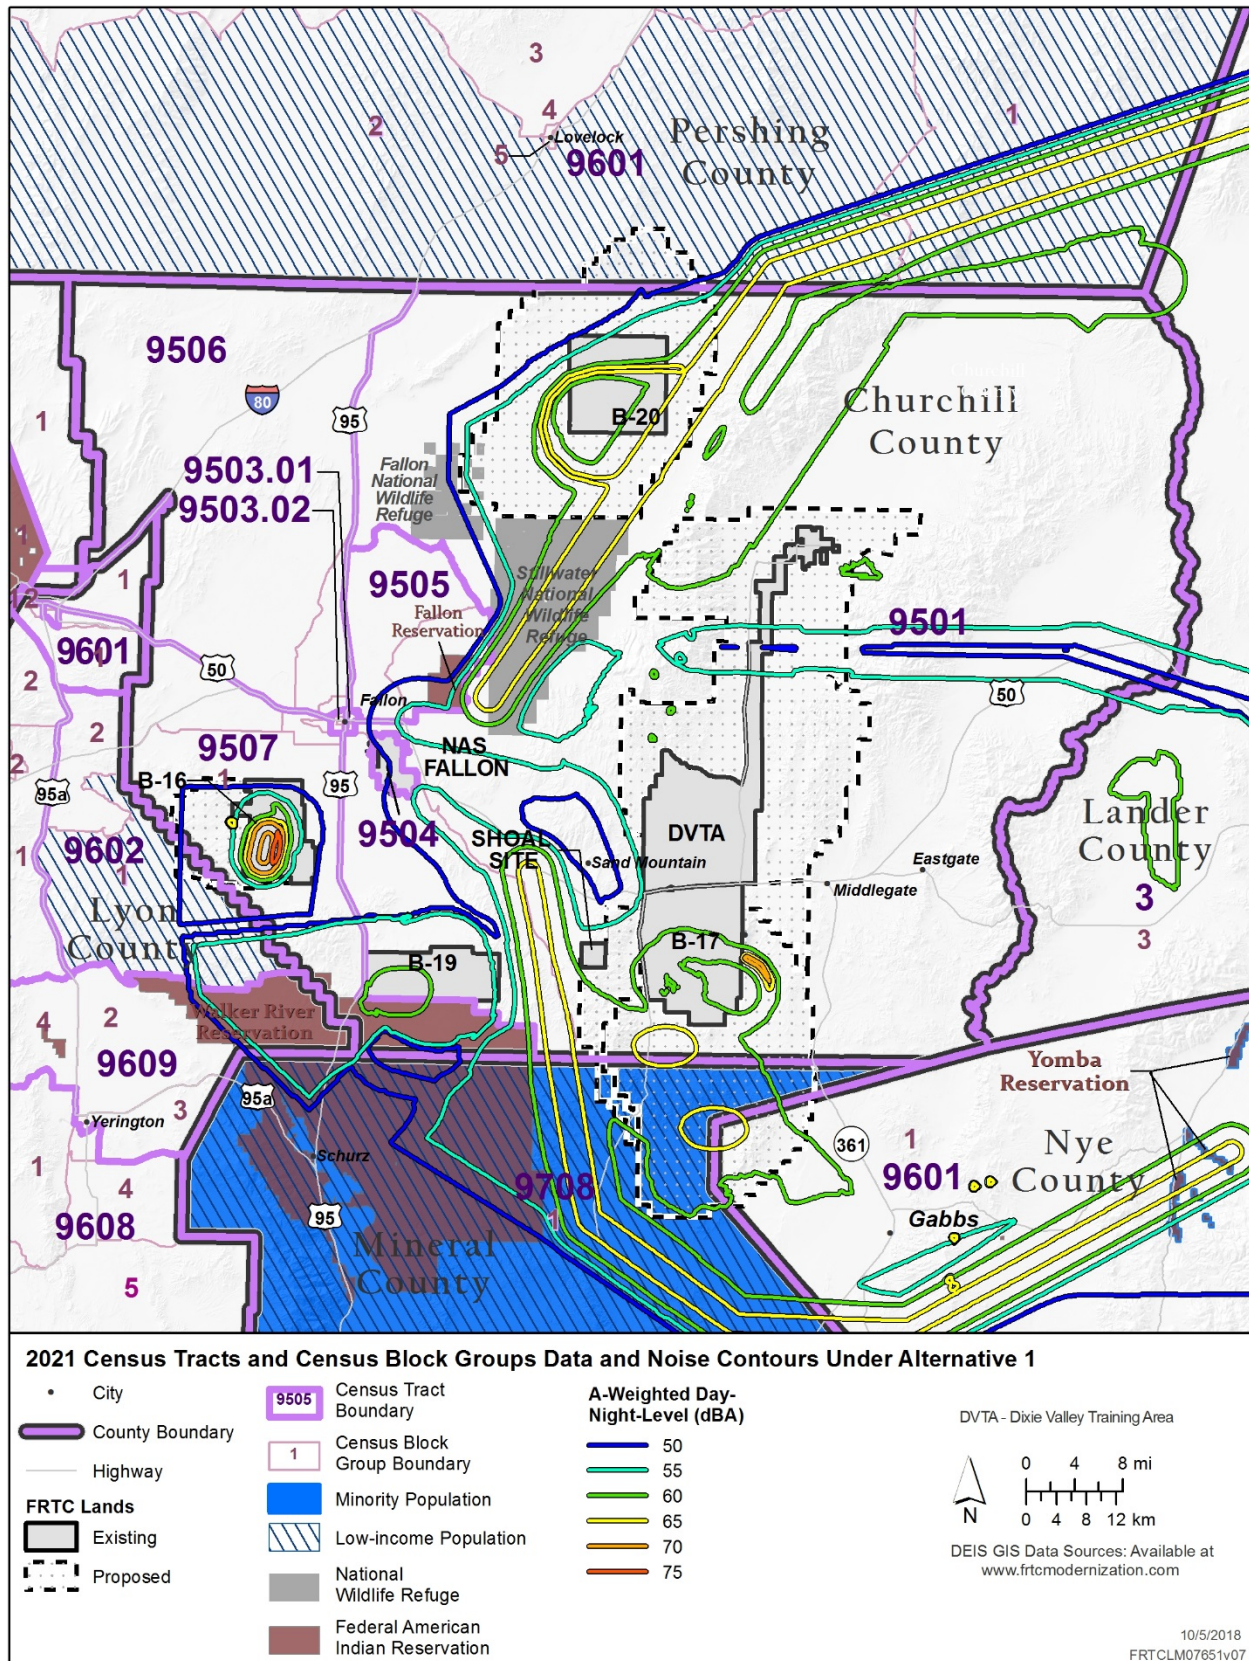 3
4
2
1
Lovelock
5
9601
Pershing
County
9506
80
95
1
Churchill
County
B-20
9503.01
9503.02
Fallon
National
Wildlife
Refuge
1
12
1
9505
Stillwater
National
Wildlife
Refuge
Fallon
Reservation
9501
9601
1
2
50
50
Fallon
2
2
9507
NAS
FALLON
95a
B-16
1
95
9504
DVTA
SHOAL
SITE
Sand Mountain
Eastgate
Middlegate
Lander
County
3
3
1
9602
1
Lyon
County
B-19
B-17
Walker River
Reservation
4
2
9609
95a
3
Yerington
Yomba
Reservation
1
361
Nye
County
9601
Schurz
1
4
9608
95
9708
1
Gabbs
Mineral
County
5
2021 Census Tracts and Census Block Groups Data and Noise Contours Under Alternative 1
City
County Boundary
Highway
FRTC Lands
Existing
Proposed
9505
Census Tract
Boundary
1
Census Block
Group Boundary
Minority Population
Low-income Population
National
Wildlife Refuge
Federal American
Indian Reservation
A-Weighted Day-
Night-Level (dBA)
50
55
60
65
70
75
DVTA - Dixie Valley Training Area
N
0 4 8 mi
0 4 8 12 km
DEIS GIS Data Sources: Available at
www.frtcmodernization.com
10/5/2018
FRTCLM07651v07